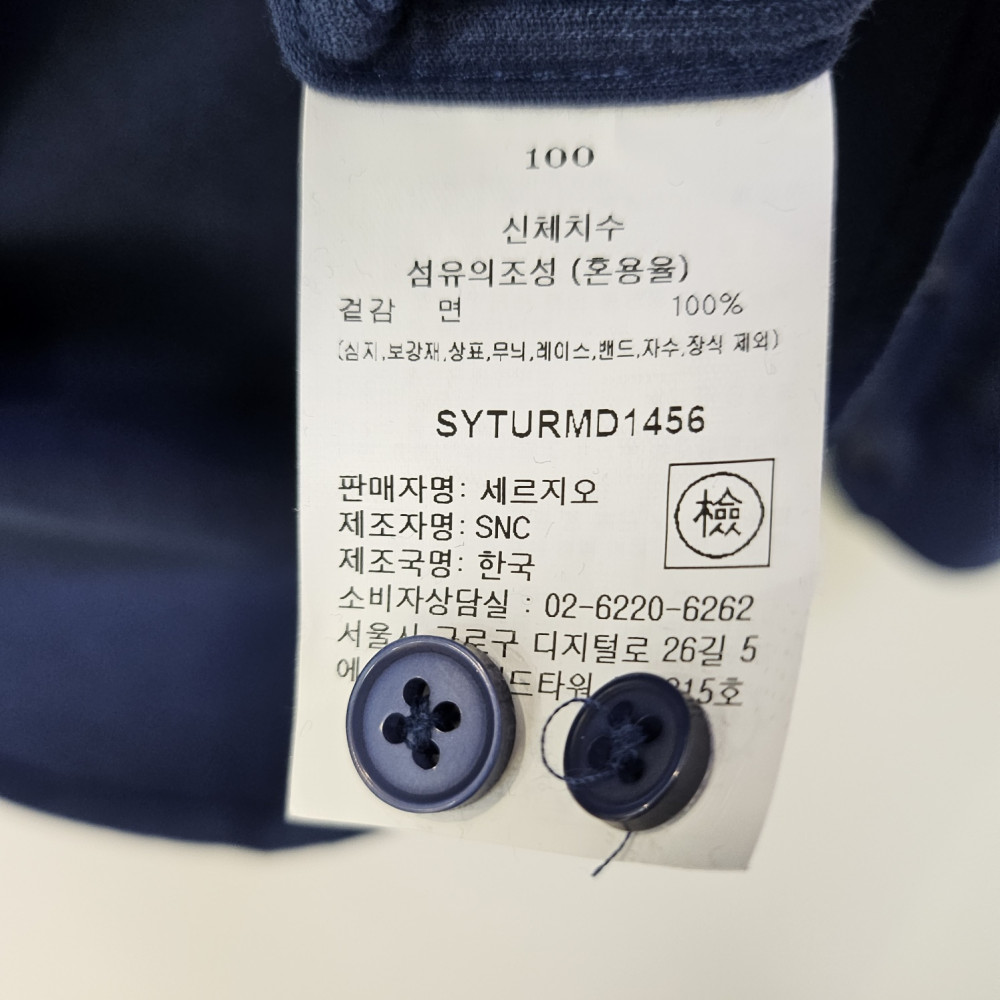 100
신체치수
섬유의조성 (혼용율)
겉감 면 100%
(심지,보강재,상표,무늬,레이스,밴드,자수,장식 제외)
SYTURMD1456
판매자명: 세르지오
檢
제조자명: SNC
제조국명: 한국
소비자상담실 : 02-6220-6262
서울시 구로구 디지털로 26길 5